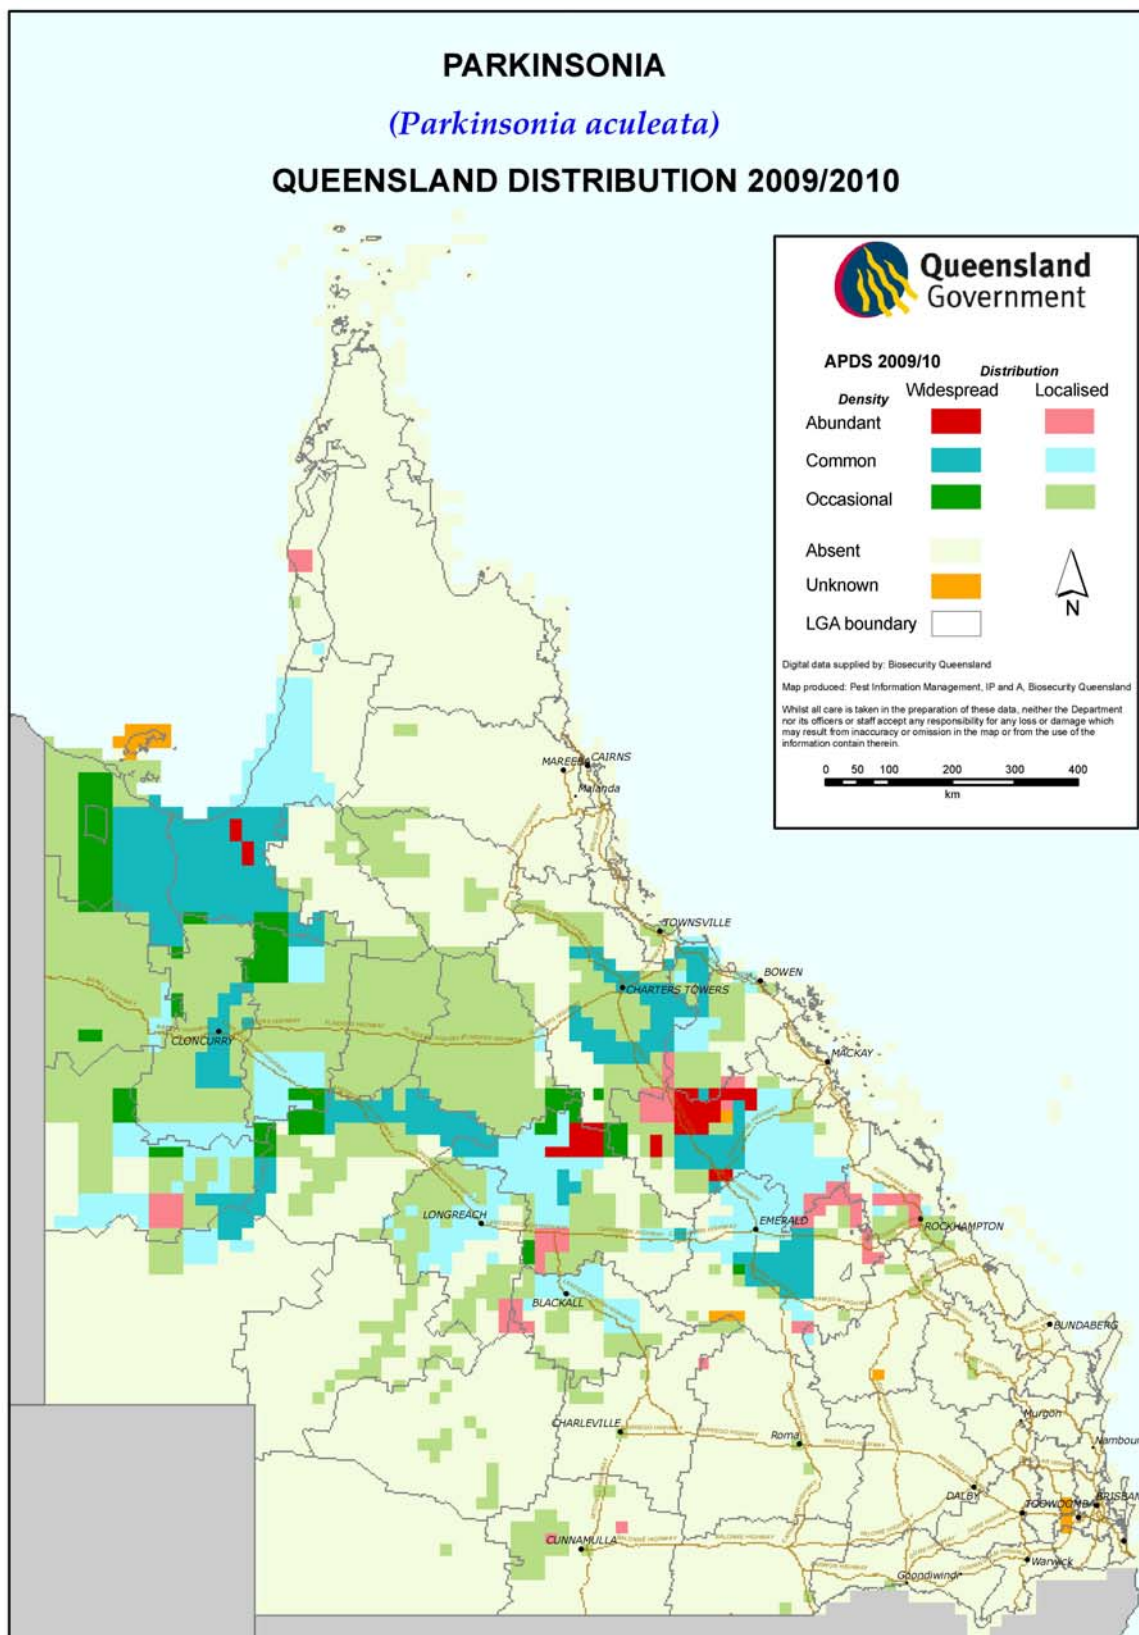 PARKINSONIA
(Parkinsonia aculeata)
QUEENSLAND DISTRIBUTION 2009/2010
Queensland
Government
APDS 2009/10
Distribution
Density
Widespread
Localised
Abundant
Common
Occasional
Absent
Unknown
N
LGA boundary
Digital data supplied by: Biosecurity Queensland
Map produced: Pest Information Management, IP and A, Biosecurity Queensland
Whilst all care is taken in the preparation of these data, neither the Department
nor its officers or staff accept any responsibility for any loss or damage which
may result from inaccuracy or omission in the map or from the use of the
information contain therein.
0 50 100 200 300 400
km
MAREEBA
CAIRNS
Malanda
TOWNSVILLE
BOWEN
CHARTERS TOWERS
CLONCURRY
MACKAY
LONGREACH
EMERALD
ROCKHAMPTON
BLACKALL
BUNDABERG
CHARLEVILLE
Roma
Murgon
Nambour
DALBY
TOOWOOMBA
BRISBAN
CUNNAMULLA
Warwick
Goondiwindi